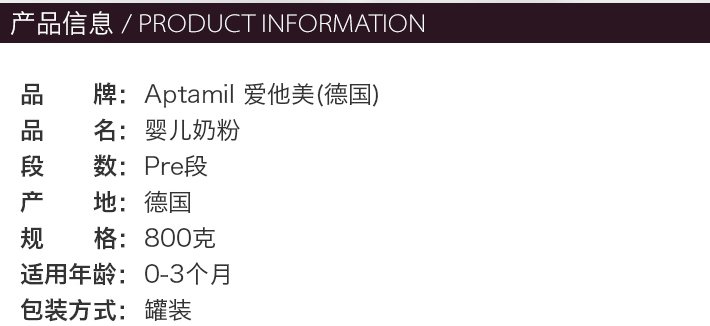 产品信息 / PRODUCT INFORMATION
品 牌：Aptamil 爱他美(德国)
品 名：婴儿奶粉
段 数：Pre段
产 地：德国
规 格：800克
适用年龄：0-3个月
包装方式：罐装